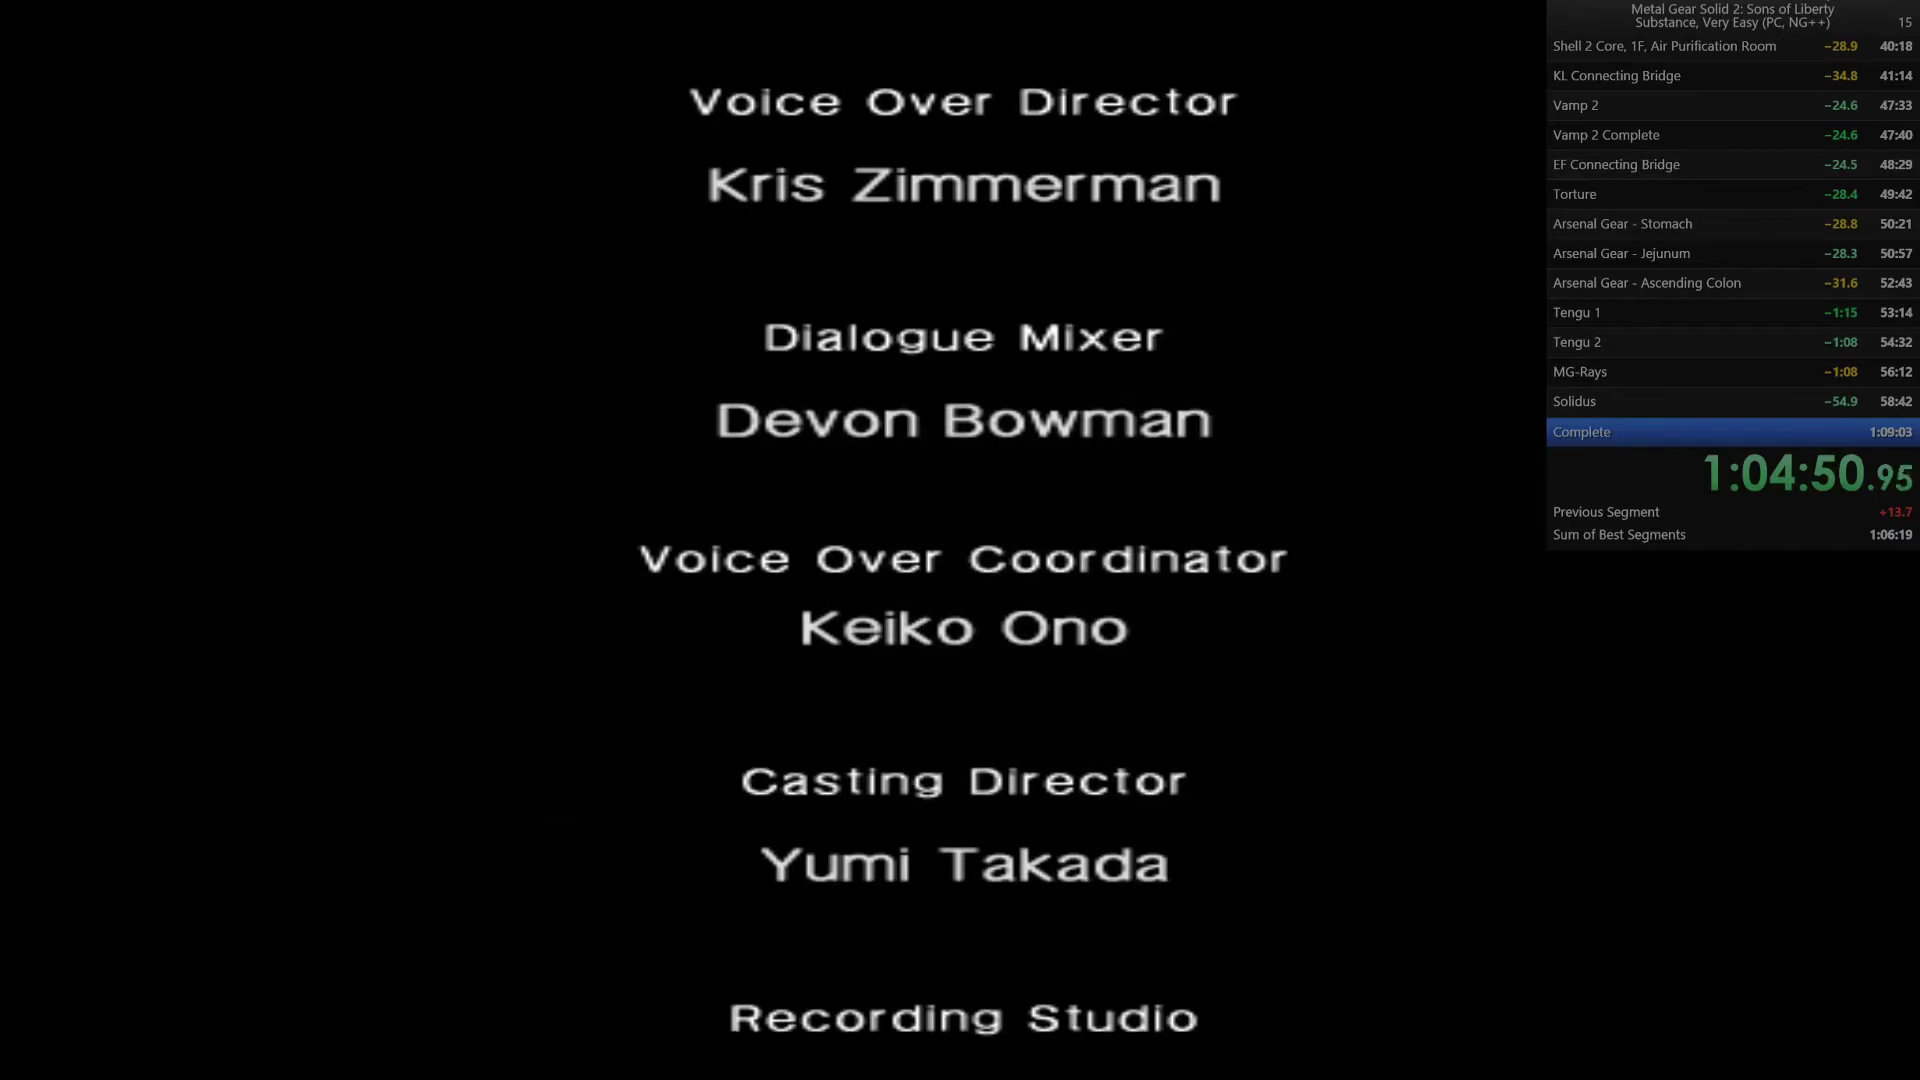 Voice Over Director
Kris Zimmerman
Dialogue Mixer
Devon Bowman
Voice Over Coordinator
Keiko Ono
Casting Director
Yumi Takada
Recording Studio
Metal Gear Solid 2: Sons of Liberty
Substance, Very Easy (PC, NG++) 15
Shell 2 Core, 1F, Air Purification Room −28.9 40:18
KL Connecting Bridge −34.8 41:14
Vamp 2 −24.6 47:33
Vamp 2 Complete −24.6 47:40
EF Connecting Bridge −24.5 48:29
Torture −28.4 49:42
Arsenal Gear - Stomach −28.8 50:21
Arsenal Gear - Jejunum −28.3 50:57
Arsenal Gear - Ascending Colon −31.6 52:43
Tengu 1 −1:15 53:14
Tengu 2 −1:08 54:32
MG-Rays −1:08 56:12
Solidus −54.9 58:42
Complete 1:09:03
1:04:50.95
Previous Segment +13.7
Sum of Best Segments 1:06:19